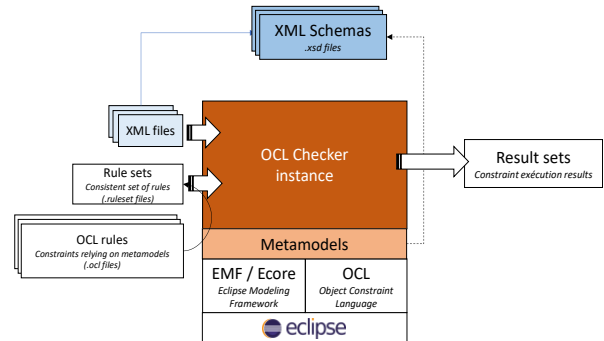 XML Schemas
.xsd files
XML files
OCL Checker
instance
Rule sets
Consistent set of rules
(.ruleset files)
Result sets
Constraint exécution results
OCL rules
Constraints relying on metamodels
(.ocl files)
Metamodels
EMF / Ecore
Eclipse Modeling
Framework
OCL
Object Constraint
Language
eclipse